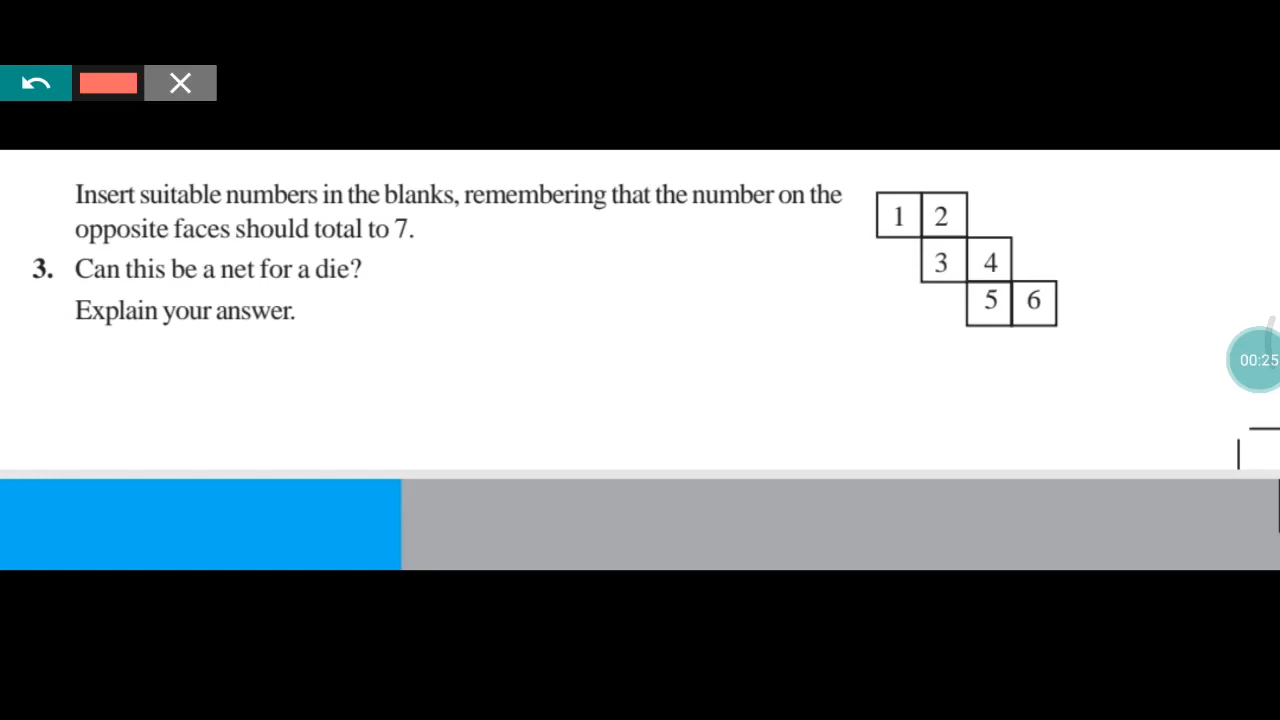 Insert suitable numbers in the blanks, remembering that the number on the
opposite faces should total to 7.
3. Can this be a net for a die?
Explain your answer.
1 2
3 4
5 6
00:25